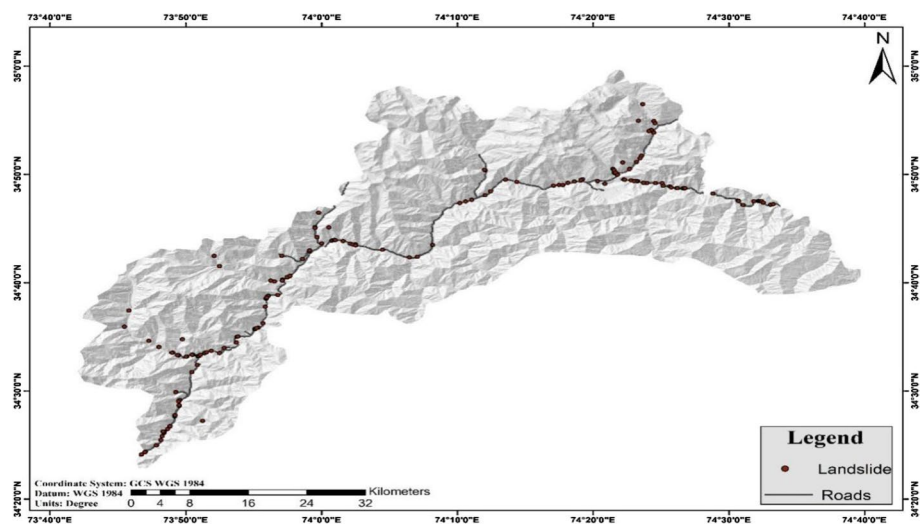 73°40'0"E 73°50'0"E 74°0'0"E 74°10'0"E 74°20'0"E 74°30'0"E 74°40'0"E
N
35°0'0"N 35°0'0"N
34°50'0"N 34°50'0"N
34°40'0"N 34°40'0"N
34°30'0"N 34°30'0"N
34°20'0"N 34°20'0"N
Legend
Landslide
Roads
Coordinate System: GCS WGS 1984
Datum: WGS 1984
Units: Degree
Kilometers
0 4 8 16 24 32
73°40'0"E 73°50'0"E 74°0'0"E 74°10'0"E 74°20'0"E 74°30'0"E 74°40'0"E